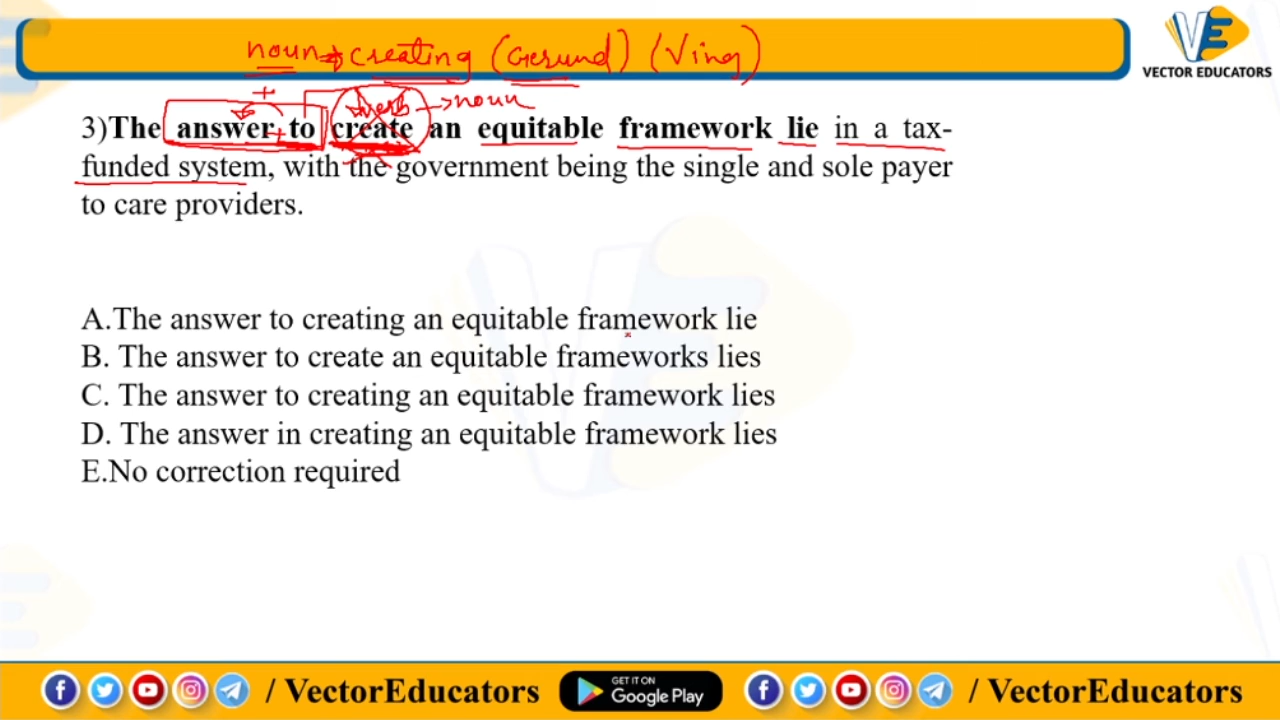 noun → creating (Gerund) (Ving)
VECTOR EDUCATORS
verb → noun
3)The answer to create an equitable framework lie in a tax-
funded system, with the government being the single and sole payer
to care providers.
A.The answer to creating an equitable framework lie
B. The answer to create an equitable frameworks lies
C. The answer to creating an equitable framework lies
D. The answer in creating an equitable framework lies
E.No correction required
/ VectorEducators
GET IT ON
Google Play
/ VectorEducators